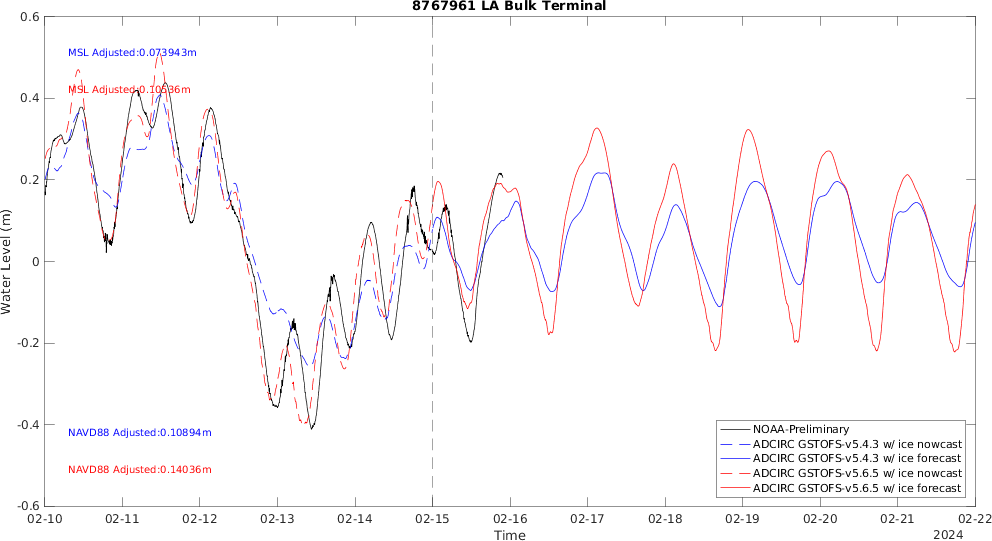 8767961 LA Bulk Terminal
0.6
MSL Adjusted:0.073943m
0.4
MSL Adjusted:0.10536m
0.2
Water Level (m)
0
-0.2
-0.4
NAVD88 Adjusted:0.10894m
NAVD88 Adjusted:0.14036m
-0.6
NOAA-Preliminary
ADCIRC GSTOFS-v5.4.3 w/ ice nowcast
ADCIRC GSTOFS-v5.4.3 w/ ice forecast
ADCIRC GSTOFS-v5.6.5 w/ ice nowcast
ADCIRC GSTOFS-v5.6.5 w/ ice forecast
02-10 02-11 02-12 02-13 02-14 02-15 02-16 02-17 02-18 02-19 02-20 02-21 02-22
Time
2024